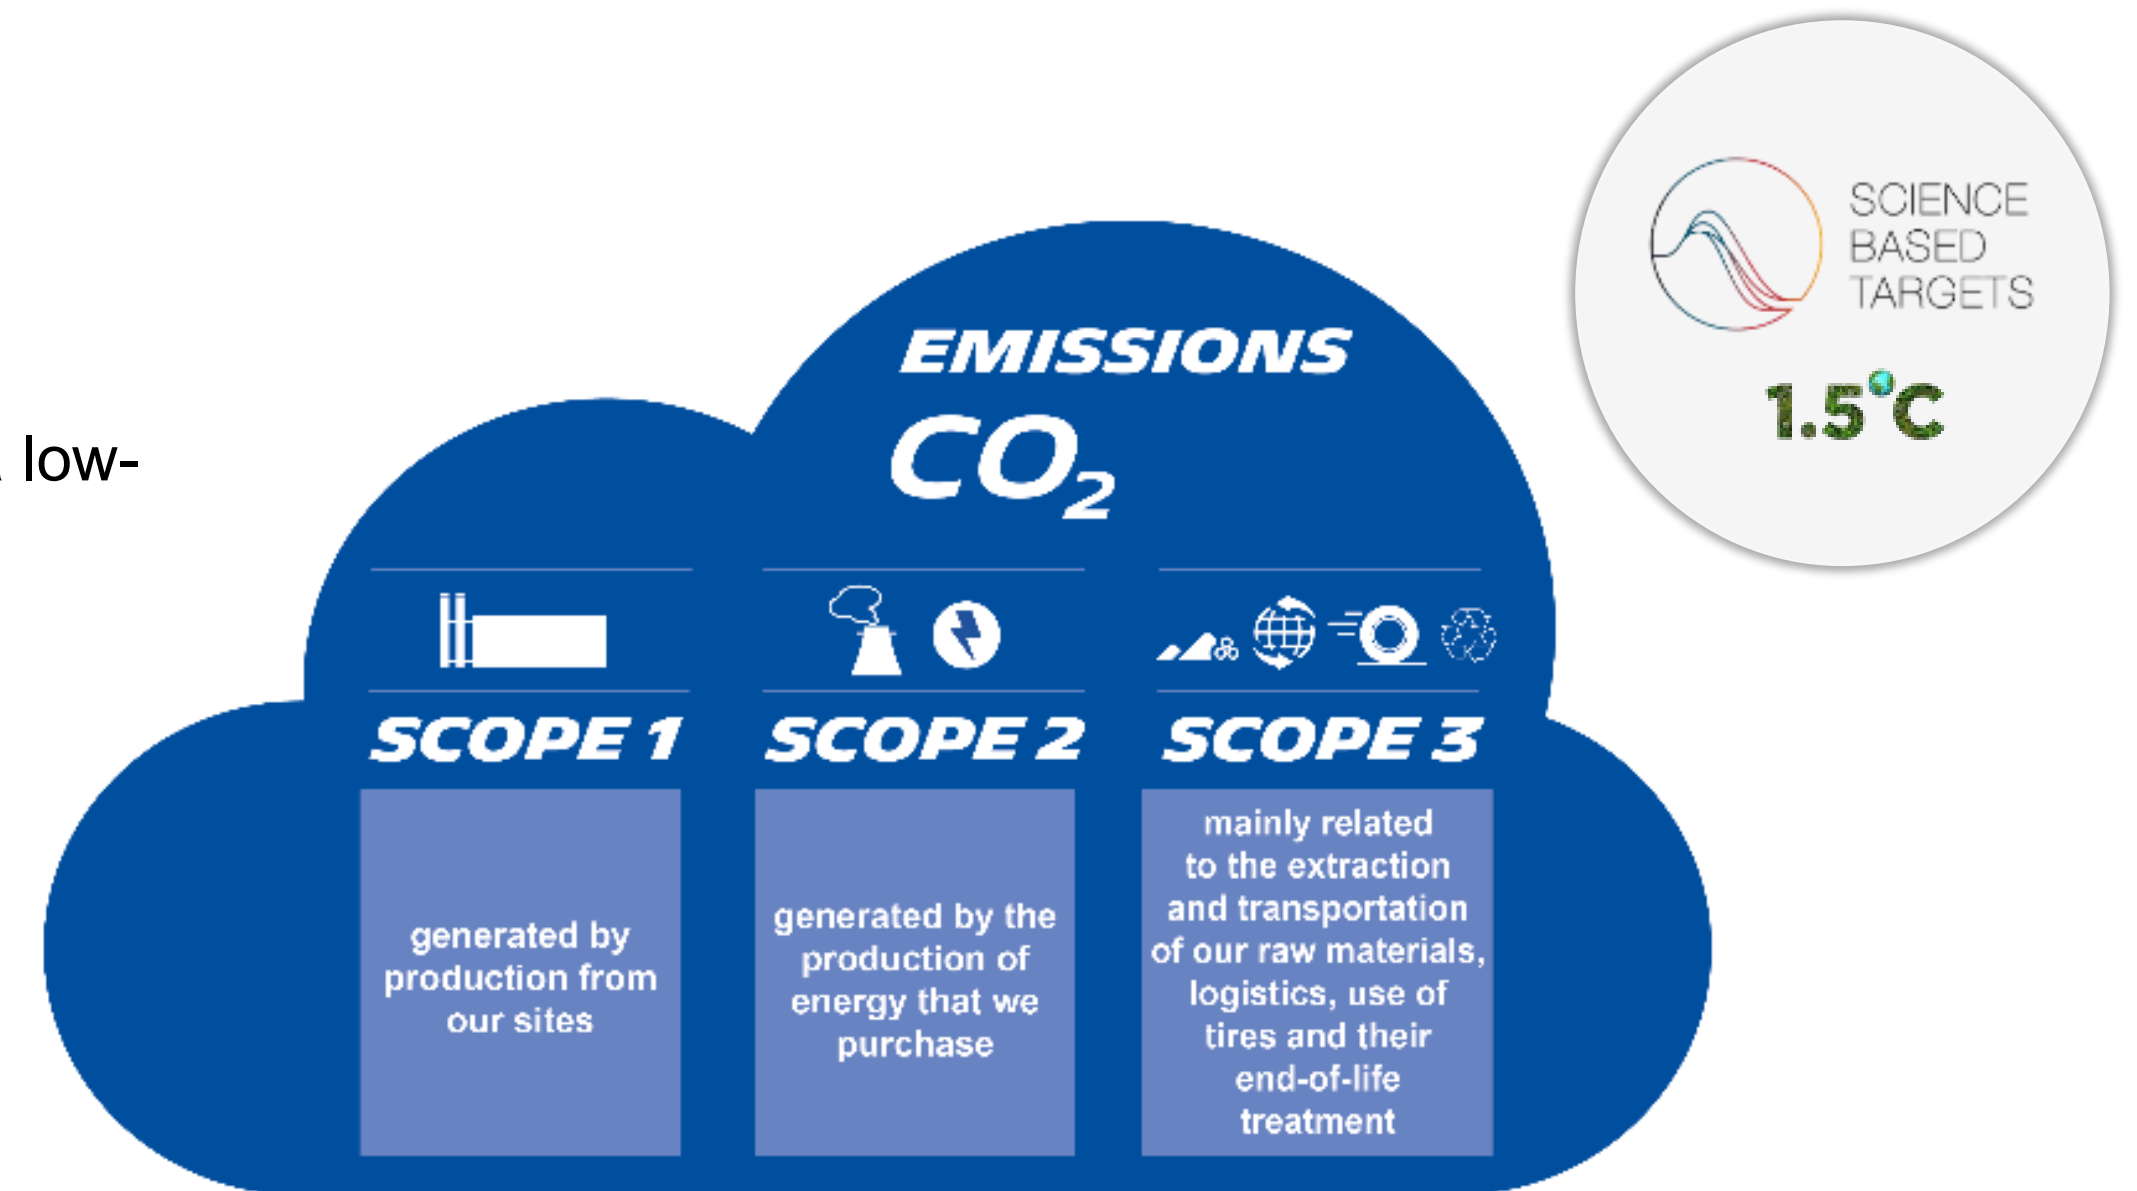 SCIENCE
BASED
TARGETS
1.5°C
low-
EMISSIONS
CO₂
SCOPE 1
SCOPE 2
SCOPE 3
generated by
production from
our sites
generated by the
production of
energy that we
purchase
mainly related
to the extraction
and transportation
of our raw materials,
logistics, use of
tires and their
end-of-life
treatment